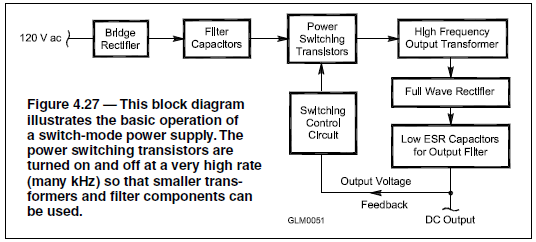 120 V ac
Bridge
Rectifier
Filter
Capacitors
Power
Switching
Transistors
High Frequency
Output Transformer
Full Wave Rectifier
Low ESR Capacitors
for Output Filter
Switching
Control
Circuit
Output Voltage
Feedback
DC Output
GLM0051
Figure 4.27 — This block diagram
illustrates the basic operation of
a switch-mode power supply. The
power switching transistors are
turned on and off at a very high rate
(many kHz) so that smaller trans-
formers and filter components can
be used.